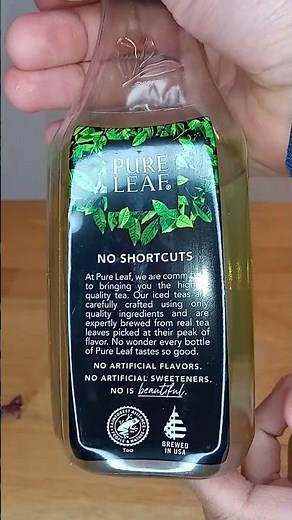 PURE
LEAF®
NO SHORTCUTS
At Pure Leaf, we are comm
to bringing you the high
quality tea. Our iced teas are
carefully crafted using only
quality ingredients and are
expertly brewed from real tea
leaves picked at their peak of
flavor. No wonder every bottle
of Pure Leaf tastes so good.
NO ARTIFICIAL FLAVORS.
NO ARTIFICIAL SWEETENERS.
NO IS beautiful.
Tea
BREWED
IN USA